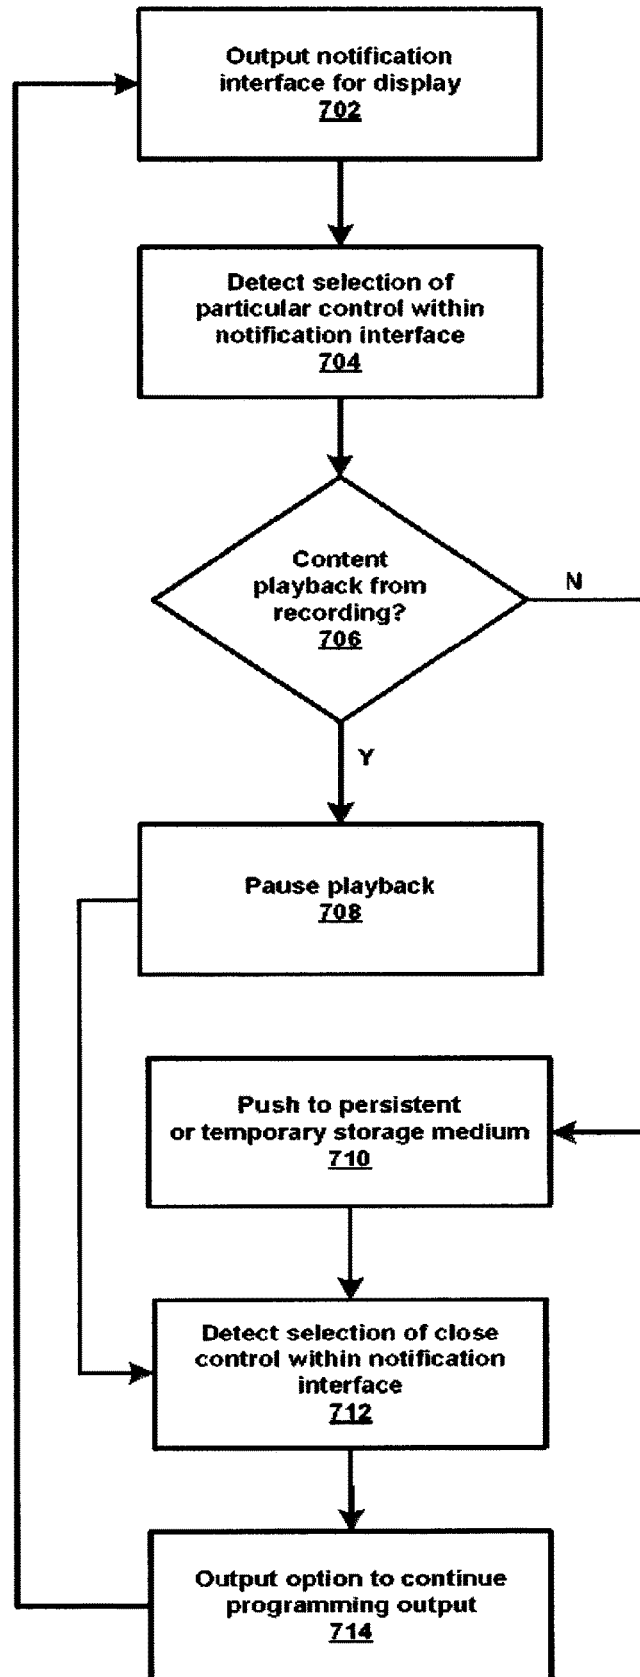 Output notification
interface for display
702
Detect selection of
particular control within
notification interface
704
Content
playback from
recording?
706
N
Y
Pause playback
708
Push to persistent
or temporary storage medium
710
Detect selection of close
control within notification
interface
712
Output option to continue
programming output
714